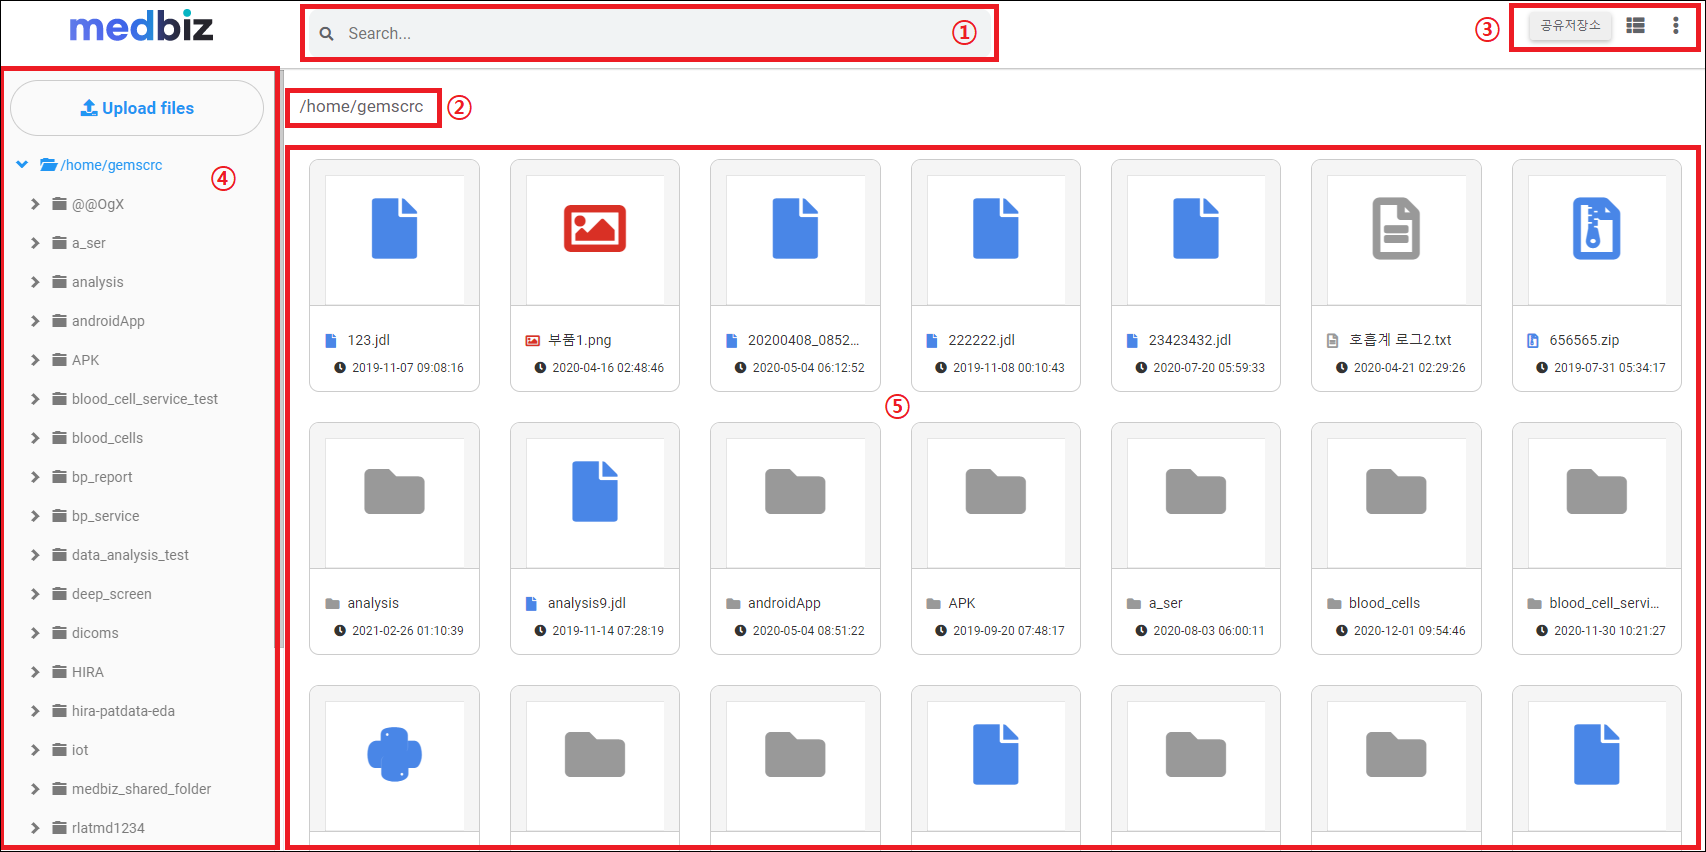 medbiz
Search...
①
③
공유저장소
Upload files
/home/gemscrc
②
/home/gemscrc
④
@@OgX
a_ser
analysis
androidApp
APK
blood_cell_service_test
blood_cells
bp_report
bp_service
data_analysis_test
deep_screen
dicoms
HIRA
hira-patdata-eda
iot
medbiz_shared_folder
rlatmd1234
123.jdl
2019-11-07 09:08:16
부품1.png
2020-04-16 02:48:46
20200408_0852...
2020-05-04 06:12:52
222222.jdl
2019-11-08 00:10:43
23423432.jdl
2020-07-20 05:59:33
호흡계 로그2.txt
2020-04-21 02:29:26
656565.zip
2019-07-31 05:34:17
⑤
analysis
2021-02-26 01:10:39
analysis9.jdl
2019-11-14 07:28:19
androidApp
2020-05-04 08:51:22
APK
2019-09-20 07:48:17
a_ser
2020-08-03 06:00:11
blood_cells
2020-12-01 09:54:46
blood_cell_servi...
2020-11-30 10:21:27